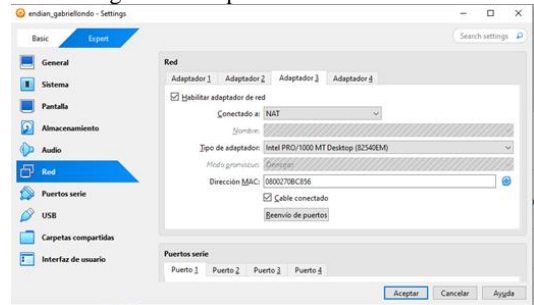 endian_gabriellondo - Settings
Basic Expert
Search settings
General
Sistema
Pantalla
Almacenamiento
Audio
Red
Puertos serie
USB
Carpetas compartidas
Interfaz de usuario
Red
Adaptador 1 Adaptador 2 Adaptador 3 Adaptador 4
Habilitar adaptador de red
Conectado a: NAT
Nombre:
Tipo de adaptador: Intel PRO/1000 MT Desktop (82540EM)
Modo promiscuo: Denegar
Dirección MAC: 0800270BC856
Cable conectado
Reenvío de puertos
Puertos serie
Puerto 1 Puerto 2 Puerto 3 Puerto 4
Aceptar Cancelar Ayuda